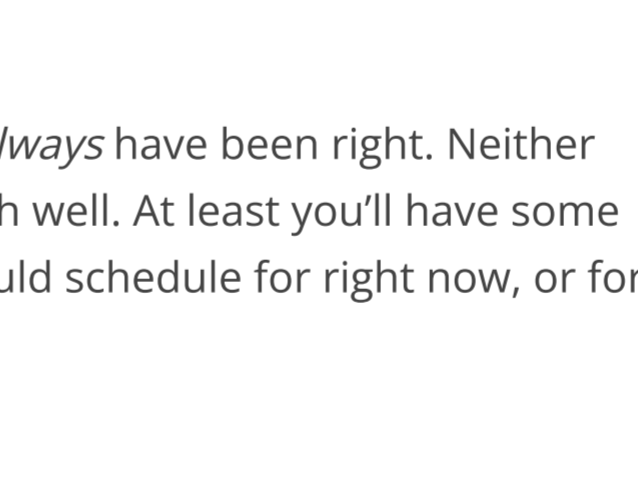 lways have been right. Neither
h well. At least you’ll have some
uld schedule for right now, or for